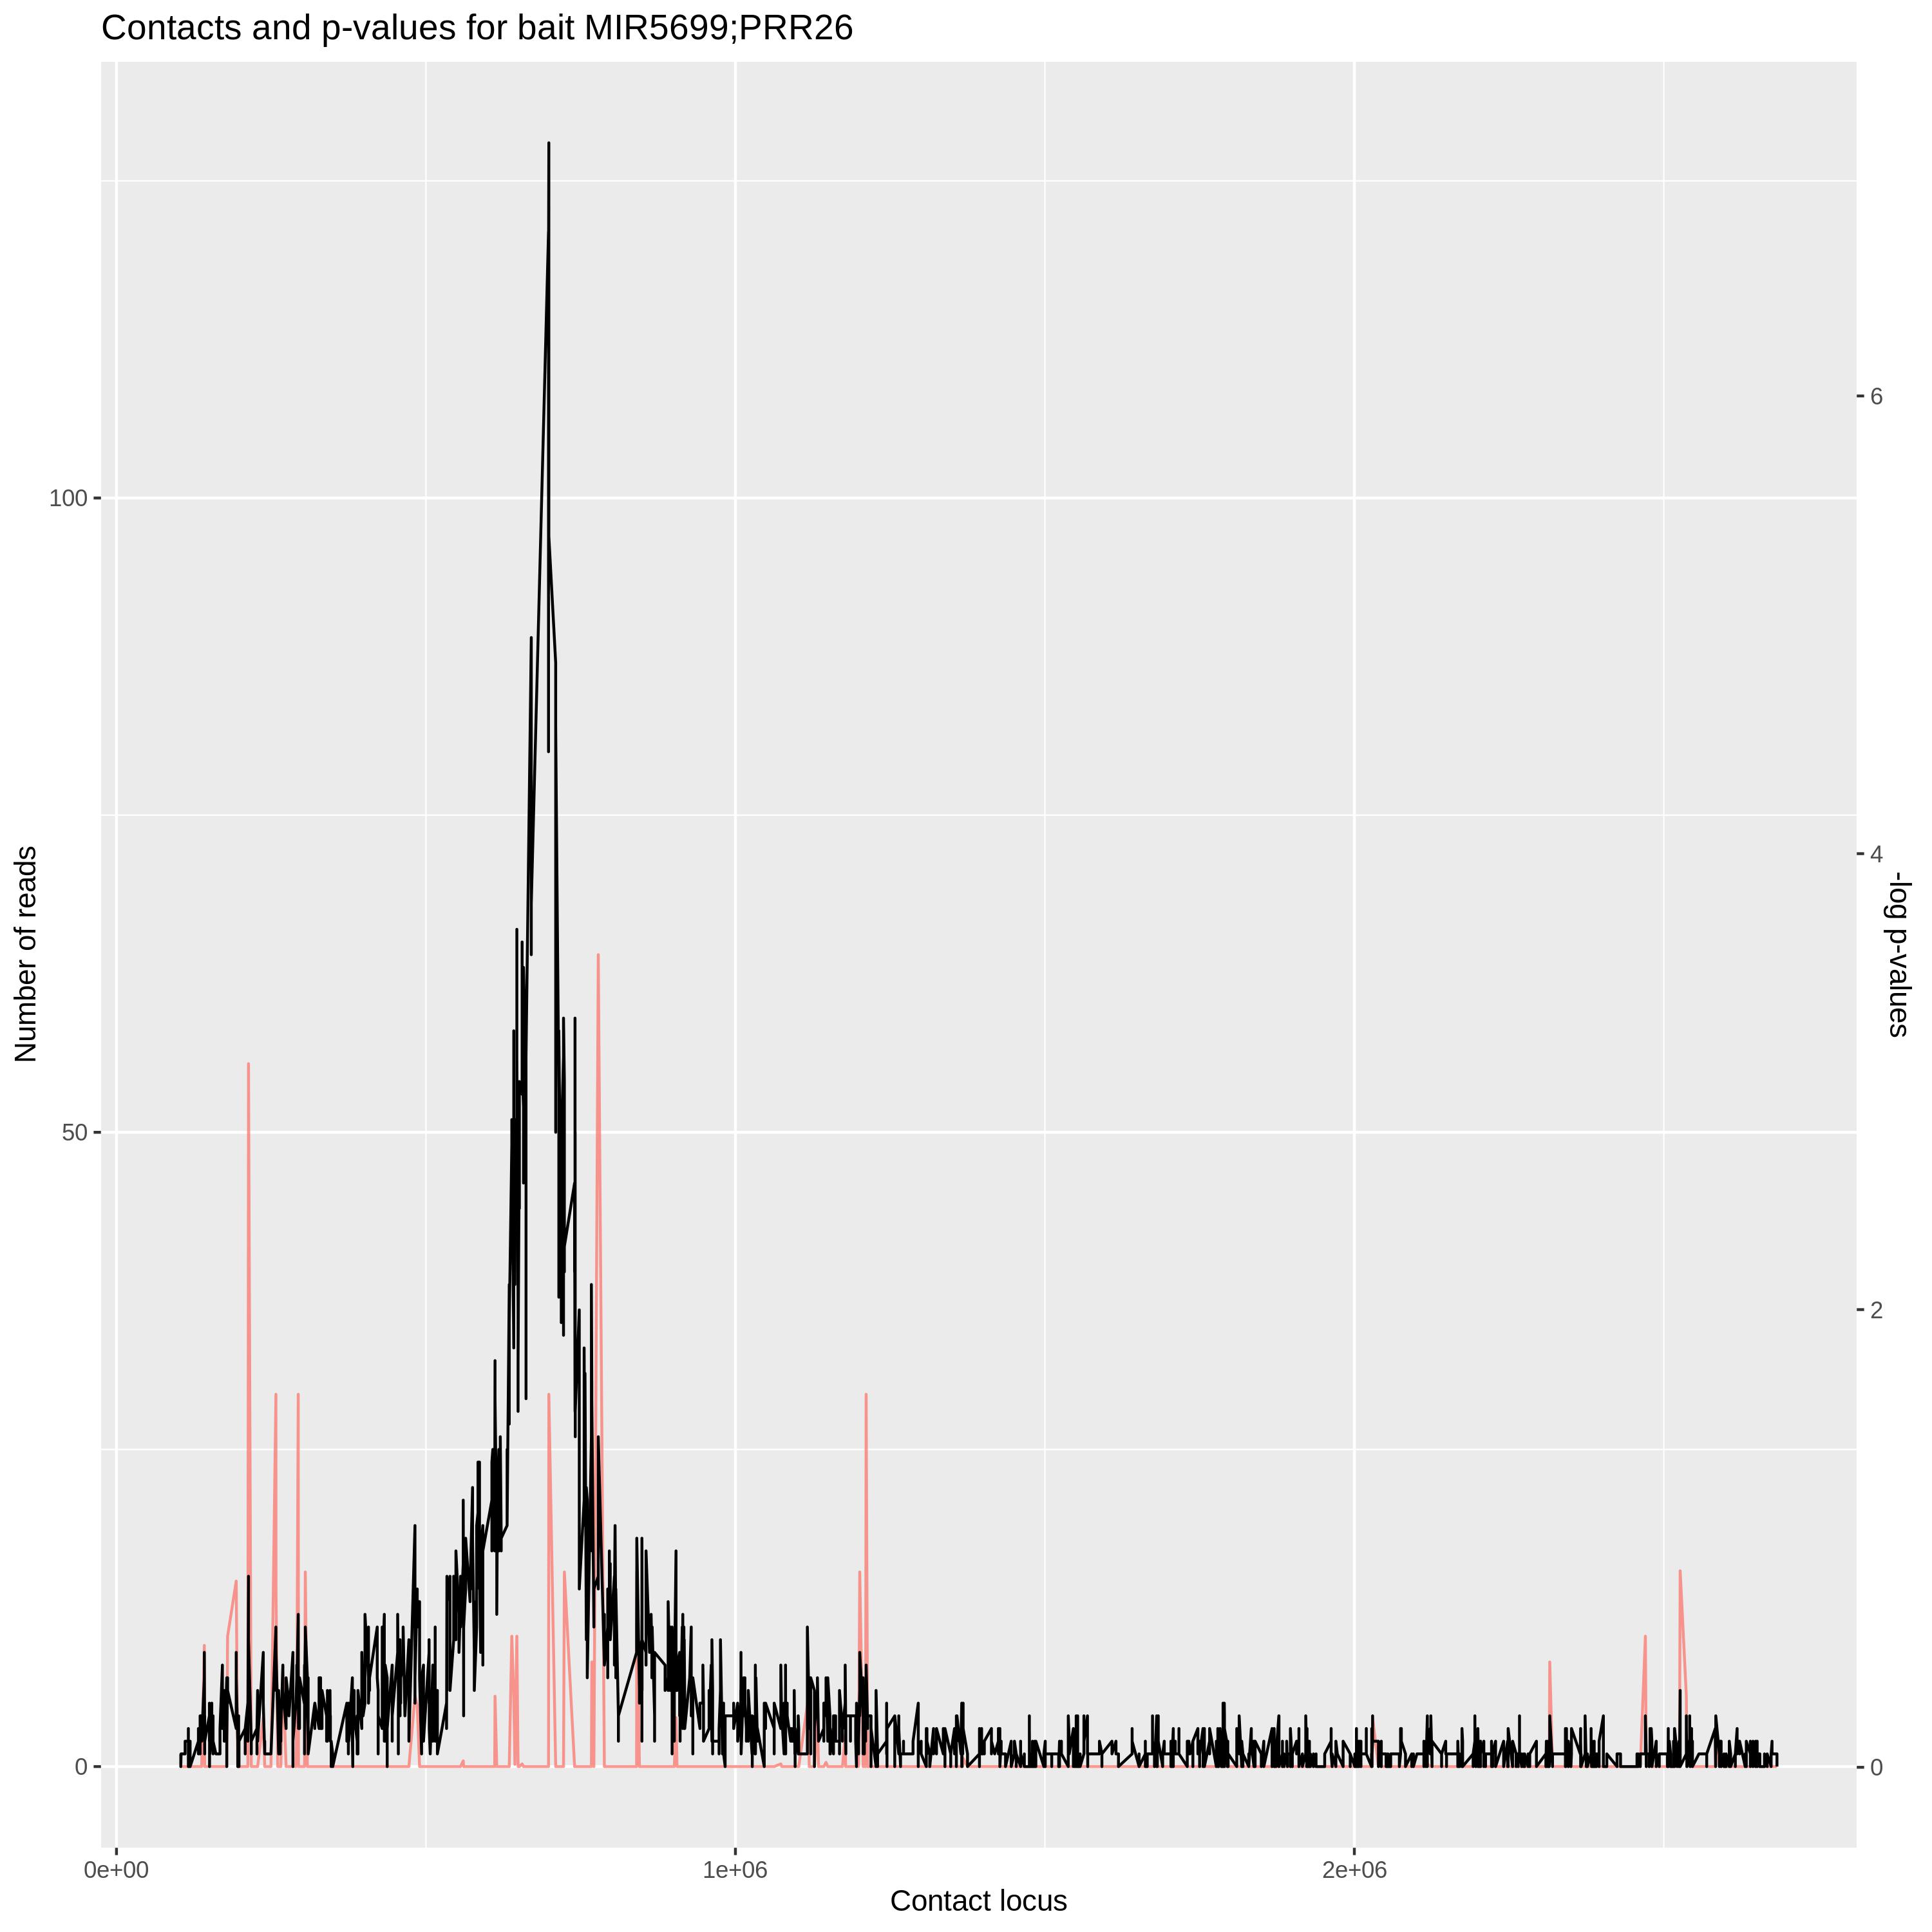 Contacts and p-values for bait MIR5699;PRR26
Number of reads
100
50
0
6
4
2
0
-log p-values
0e+00
1e+06
2e+06
Contact locus